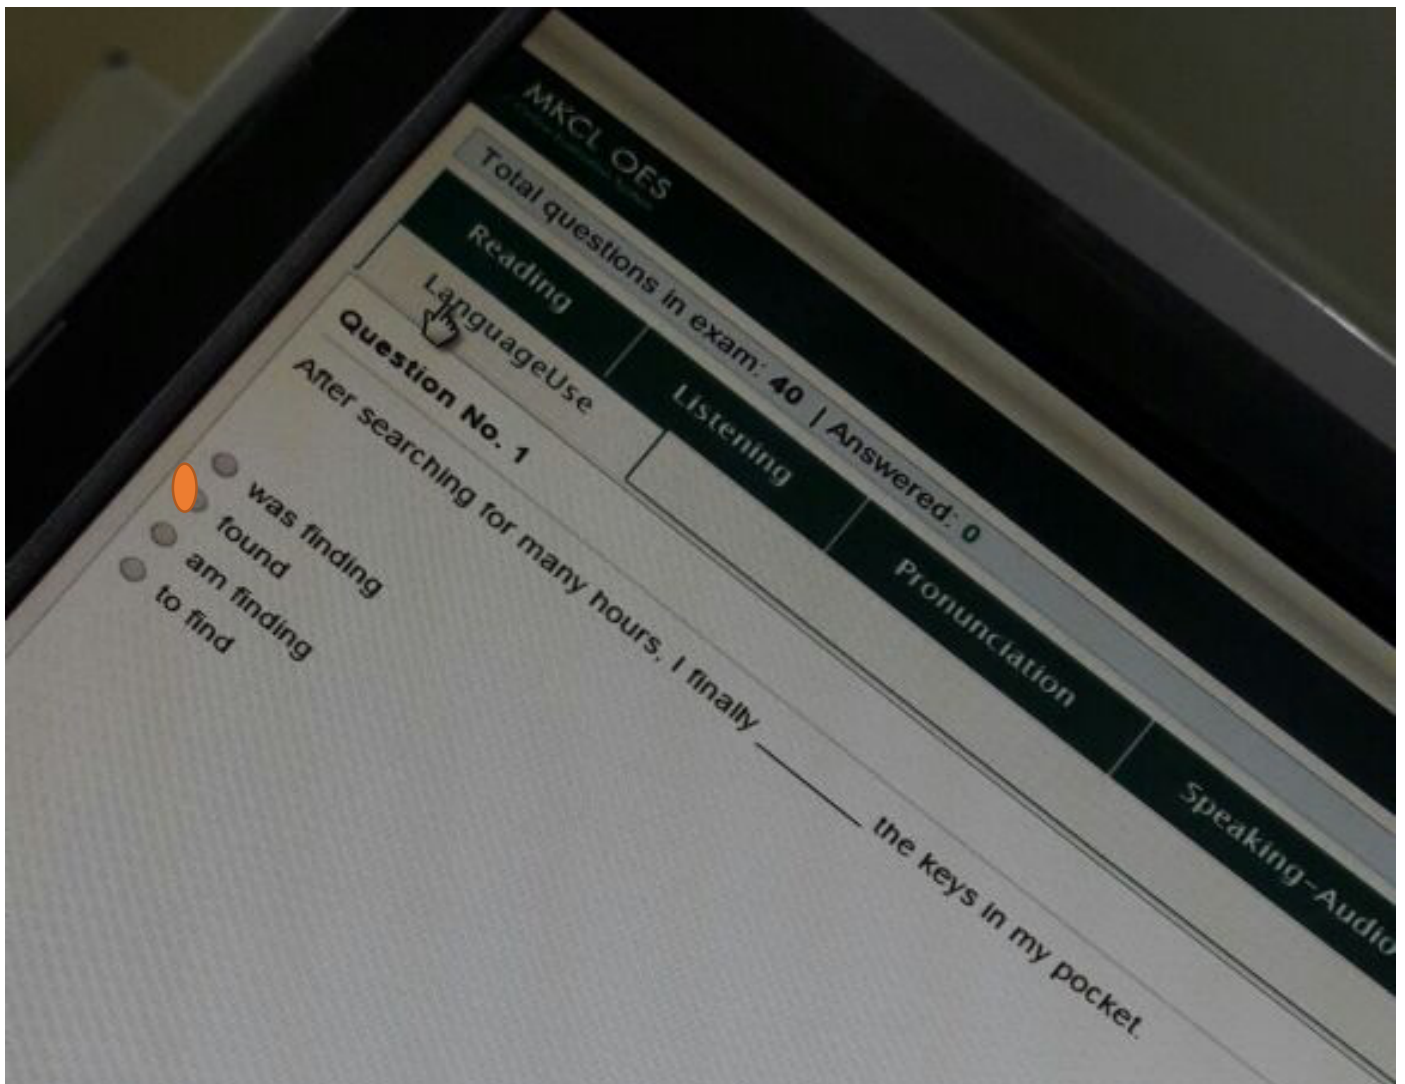 MKCL OES
Total questions in exam: 40 | Answered: 0
Reading Listening Pronunciation Speaking-Audio
LanguageUse
Question No. 1
After searching for many hours, I finally ______ the keys in my pocket.
was finding
found
am finding
to find